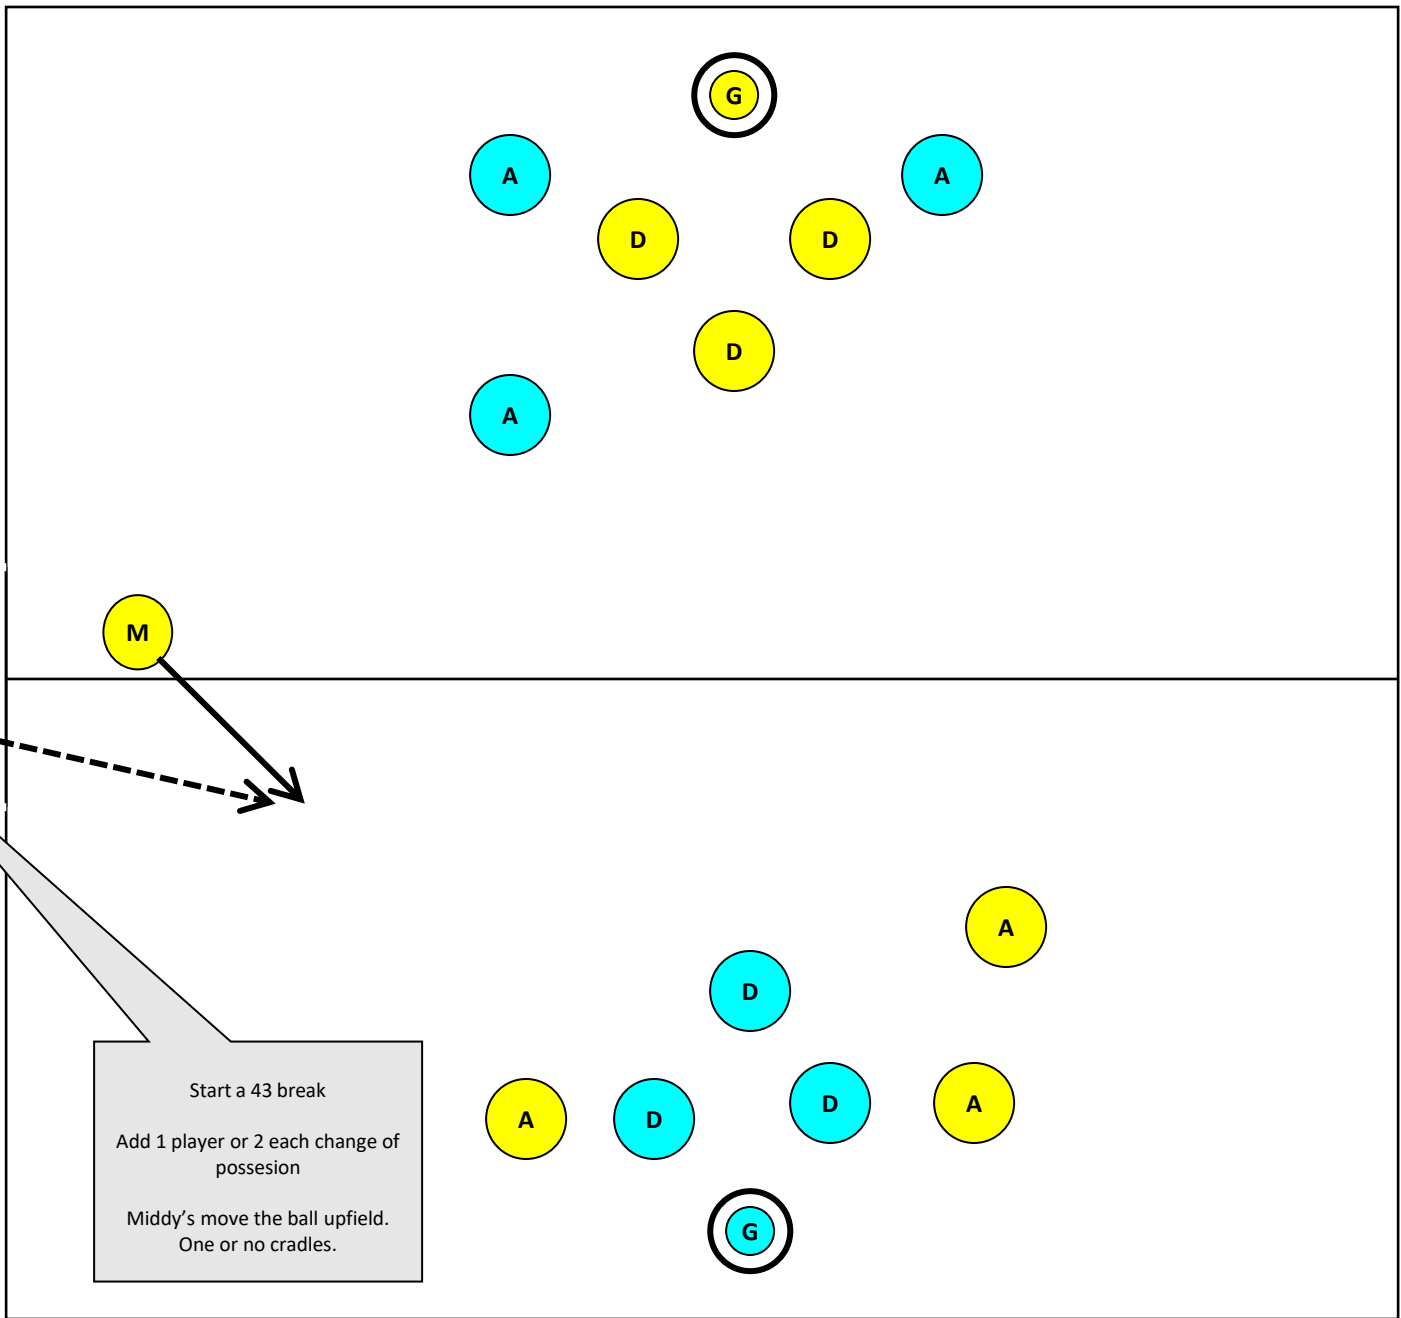 G
A
A
D
D
D
A
M
A
D
D
A
A
D
G
Start a 43 break
Add 1 player or 2 each change of
possesion
Middy’s move the ball upfield.
One or no cradles.